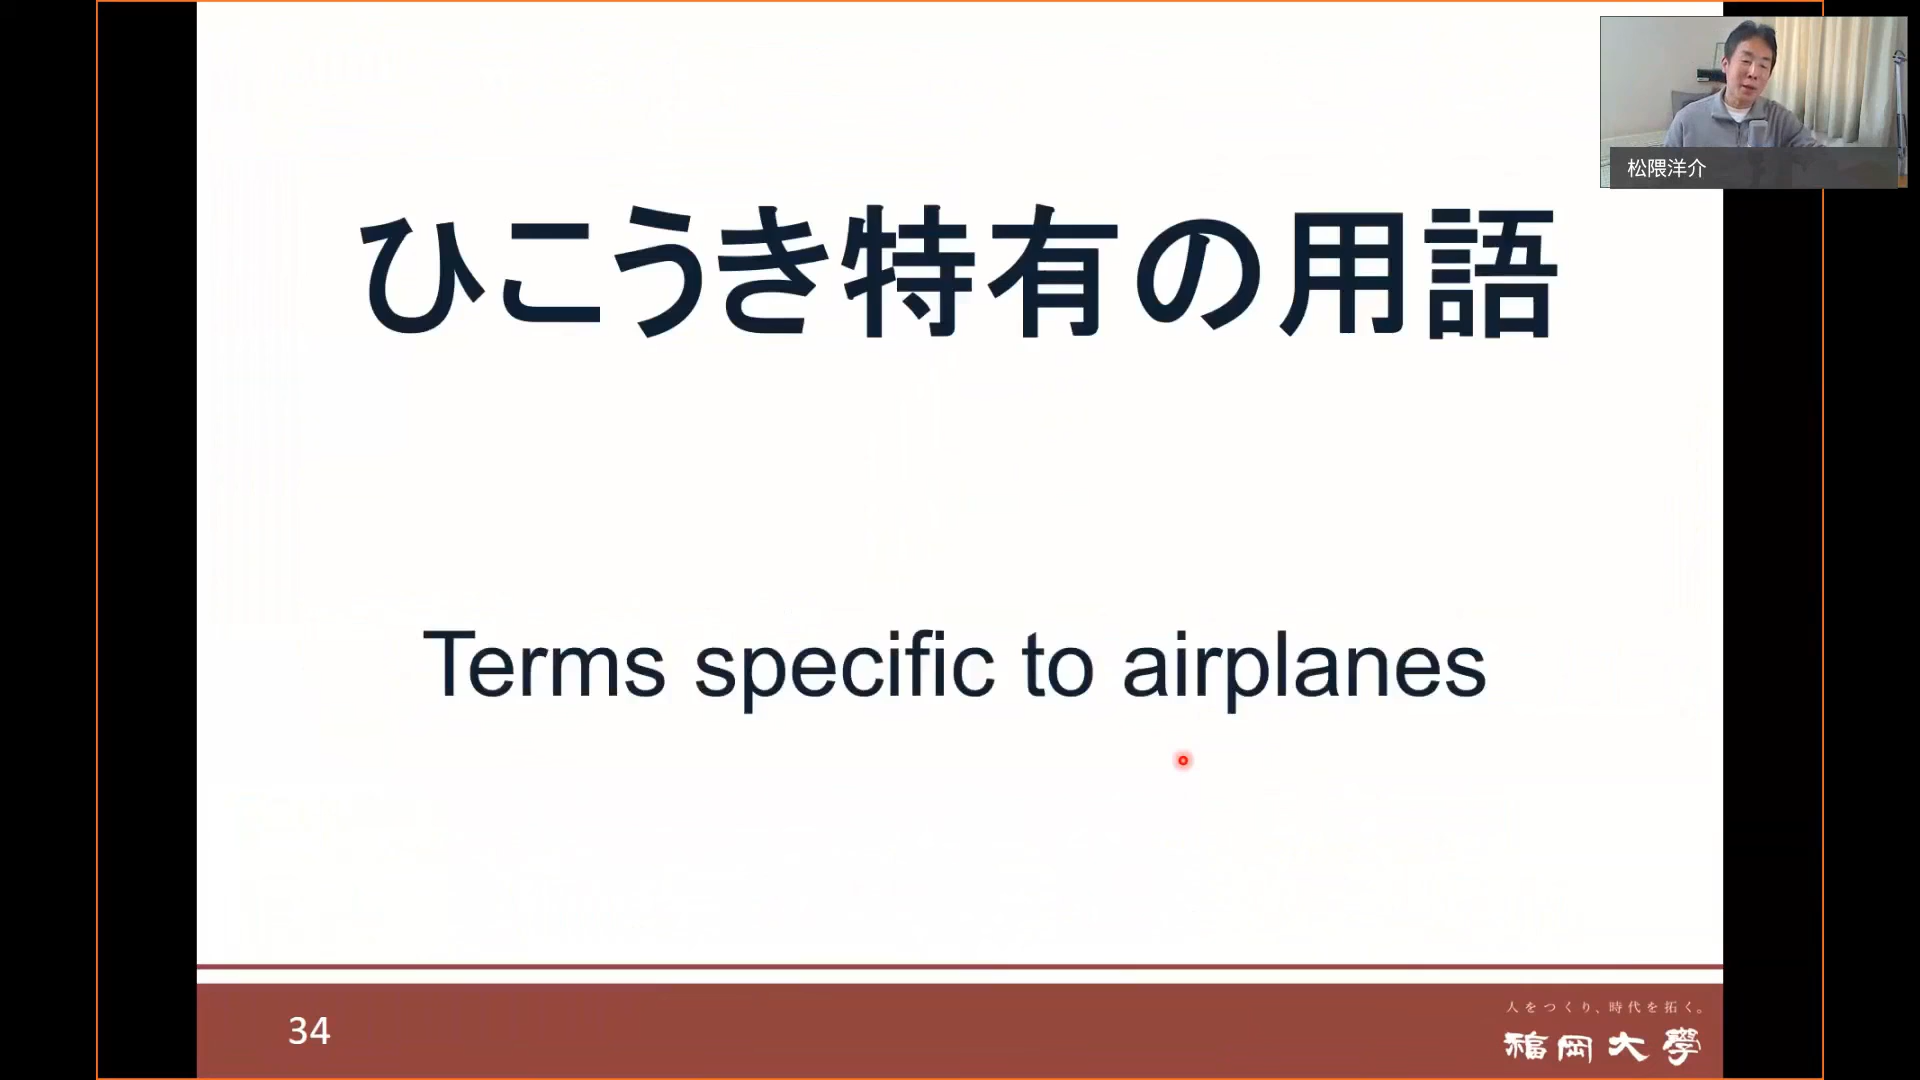 松隈洋介
ひこうき特有の用語
Terms specific to airplanes
34
人をつくり、時代を拓く。
福岡大學